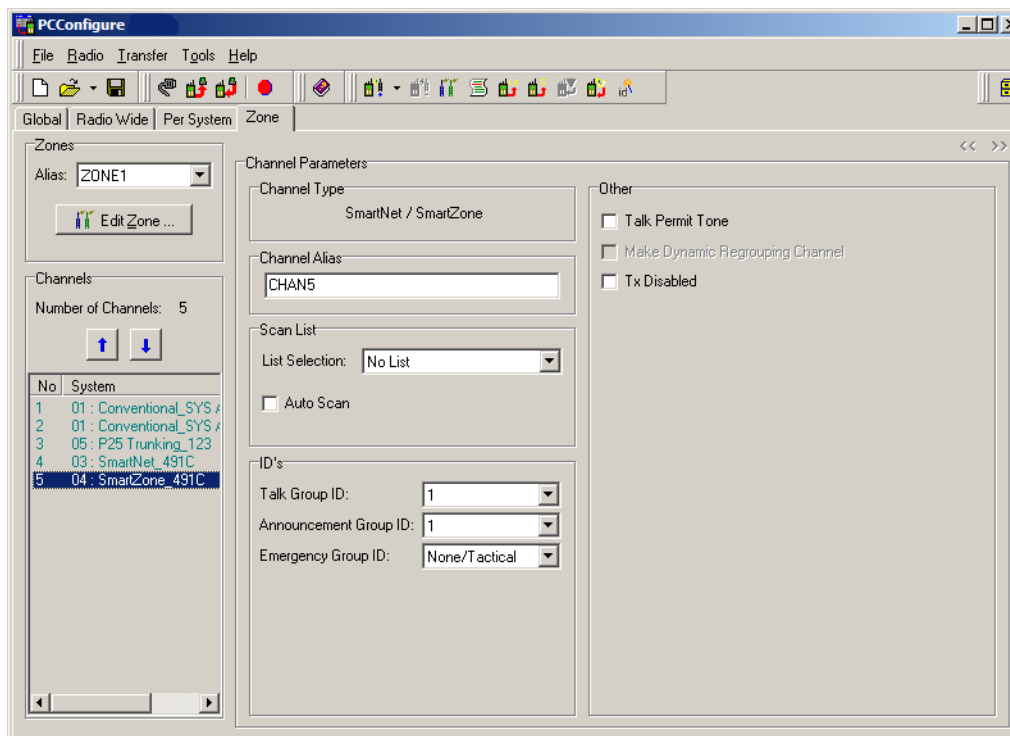 PCConfigure
File Radio Transfer Tools Help
id
Global Radio Wide Per System Zone
<< >>
Zones
Alias: ZONE1
Edit Zone ...
Channels
Number of Channels: 5
No System
1 01 : Conventional_SYS
2 01 : Conventional_SYS
3 05 : P25 Trunking_123
4 03 : SmartNet_491C
5 04 : SmartZone_491C
Channel Parameters
Channel Type
SmartNet / SmartZone
Channel Alias
CHAN5
Scan List
List Selection: No List
Auto Scan
ID's
Talk Group ID: 1
Announcement Group ID: 1
Emergency Group ID: None/Tactical
Other
Talk Permit Tone
Make Dynamic Regrouping Channel
Tx Disabled